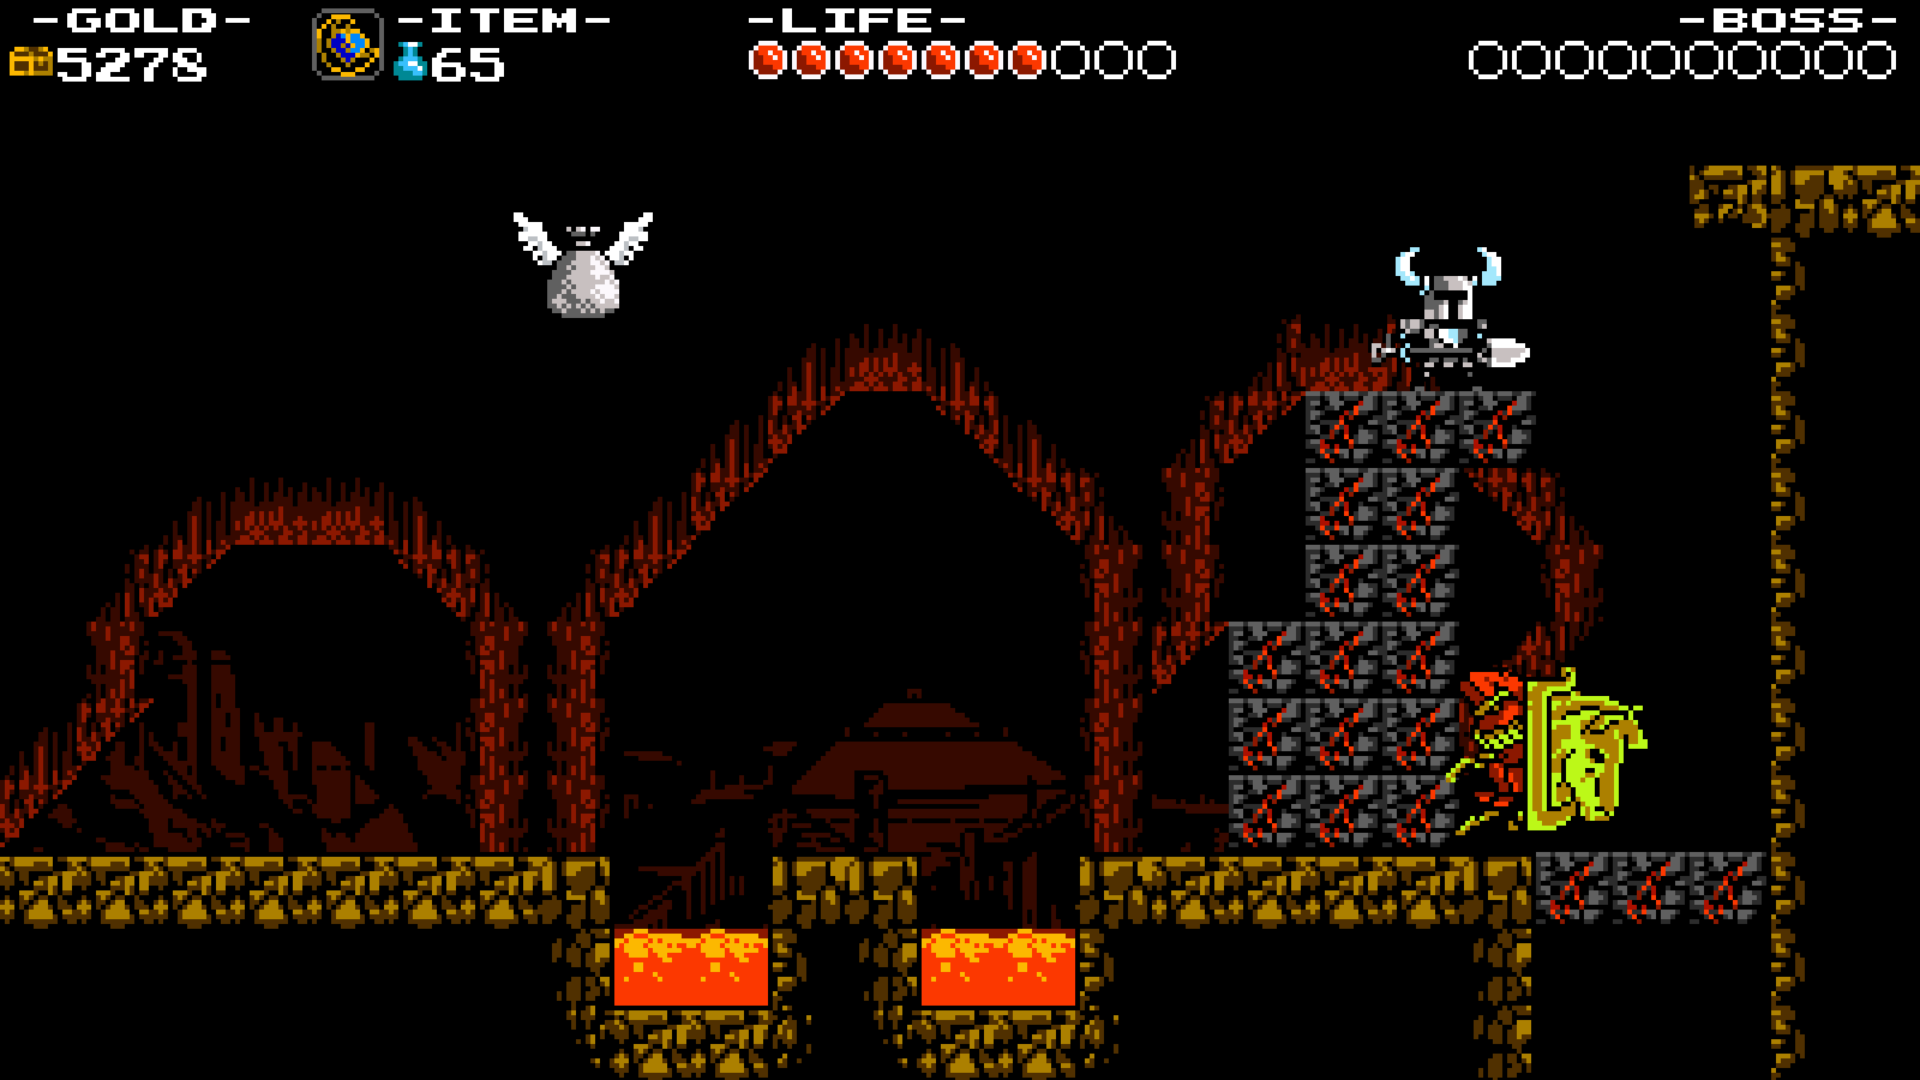 -GOLD- -ITEM- -LIFE- -BOSS-
5278 65